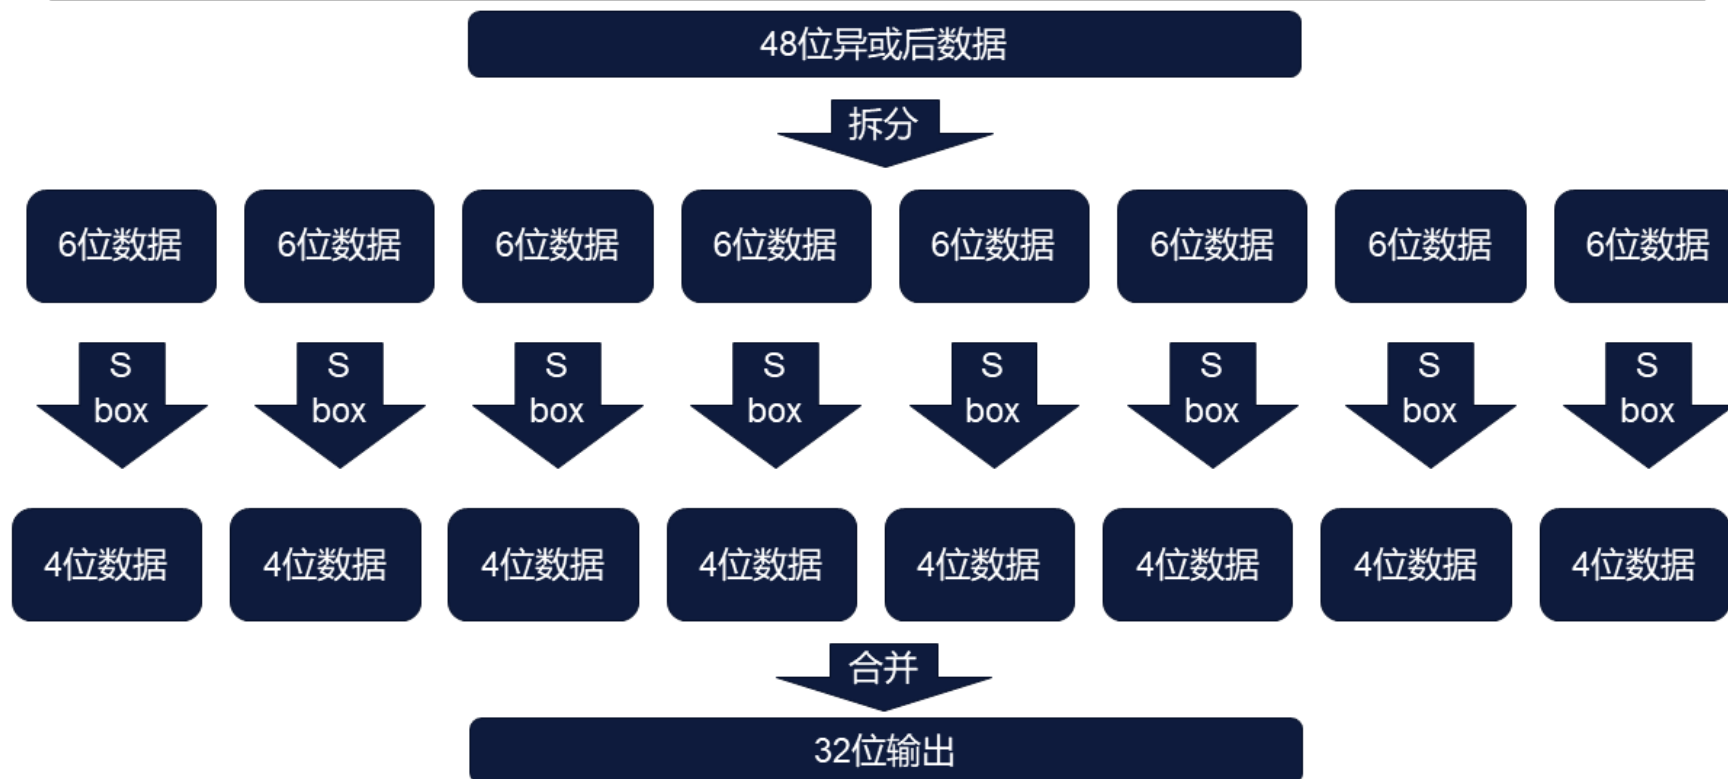 48位异或后数据
拆分
6位数据 6位数据 6位数据 6位数据 6位数据 6位数据 6位数据 6位数据
S S S S S S S S
box box box box box box box box
4位数据 4位数据 4位数据 4位数据 4位数据 4位数据 4位数据 4位数据
合并
32位输出